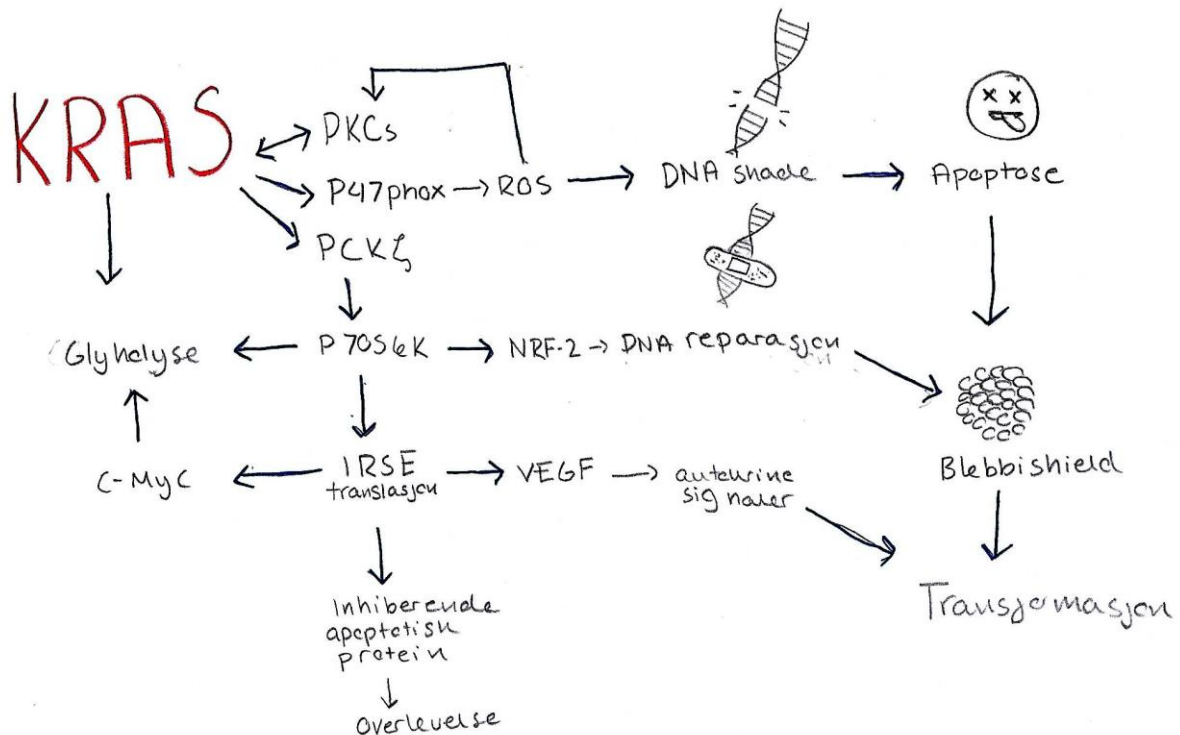 KRAS
PKCs
P47phox → ROS → DNA skade → Apoptose
PCKζ
Glykolyse ← P70S6K → NRF-2 → DNA reparasjon
C-MyC ← IRSE → VEGF → autokrine
translasjon
signaler
Blebbishield
Inhiberende
apoptotisk
protein
Transfomasjon
Overlevelse